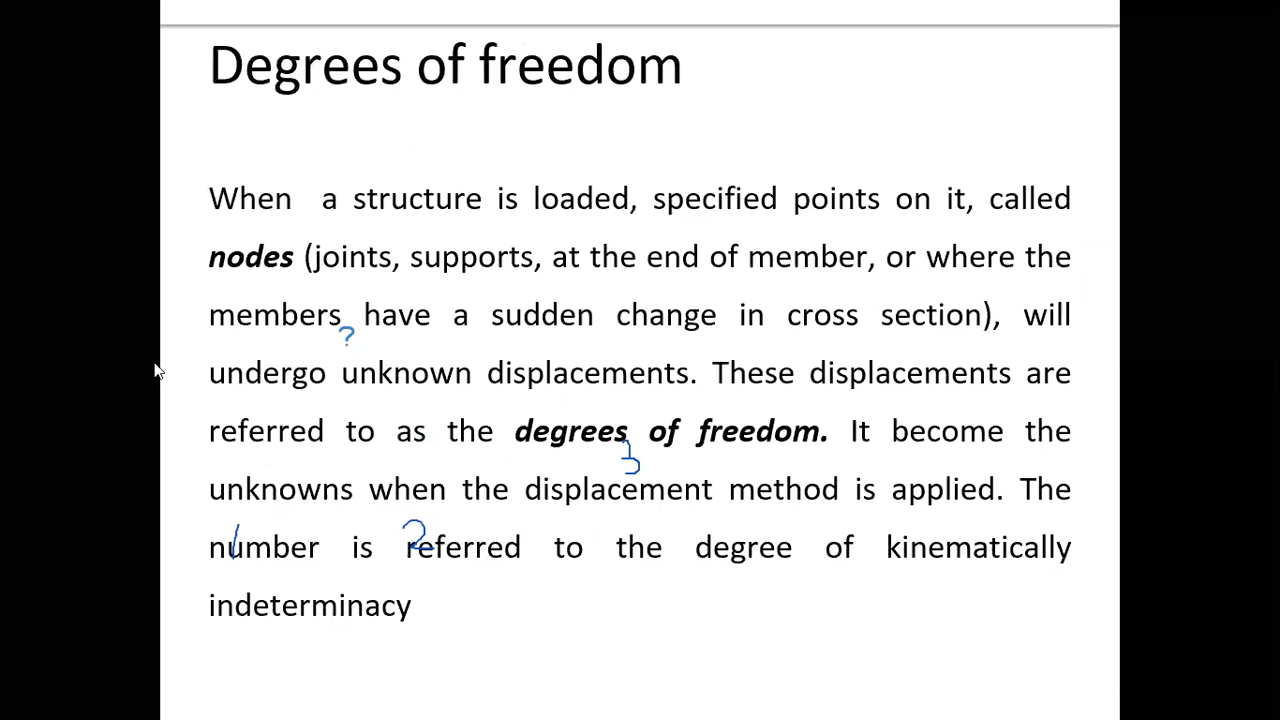 Degrees of freedom
When a structure is loaded, specified points on it, called
nodes (joints, supports, at the end of member, or where the
members have a sudden change in cross section), will
?
undergo unknown displacements. These displacements are
referred to as the degrees of freedom. It become the
3
unknowns when the displacement method is applied. The
1 2
number is referred to the degree of kinematically
indeterminacy